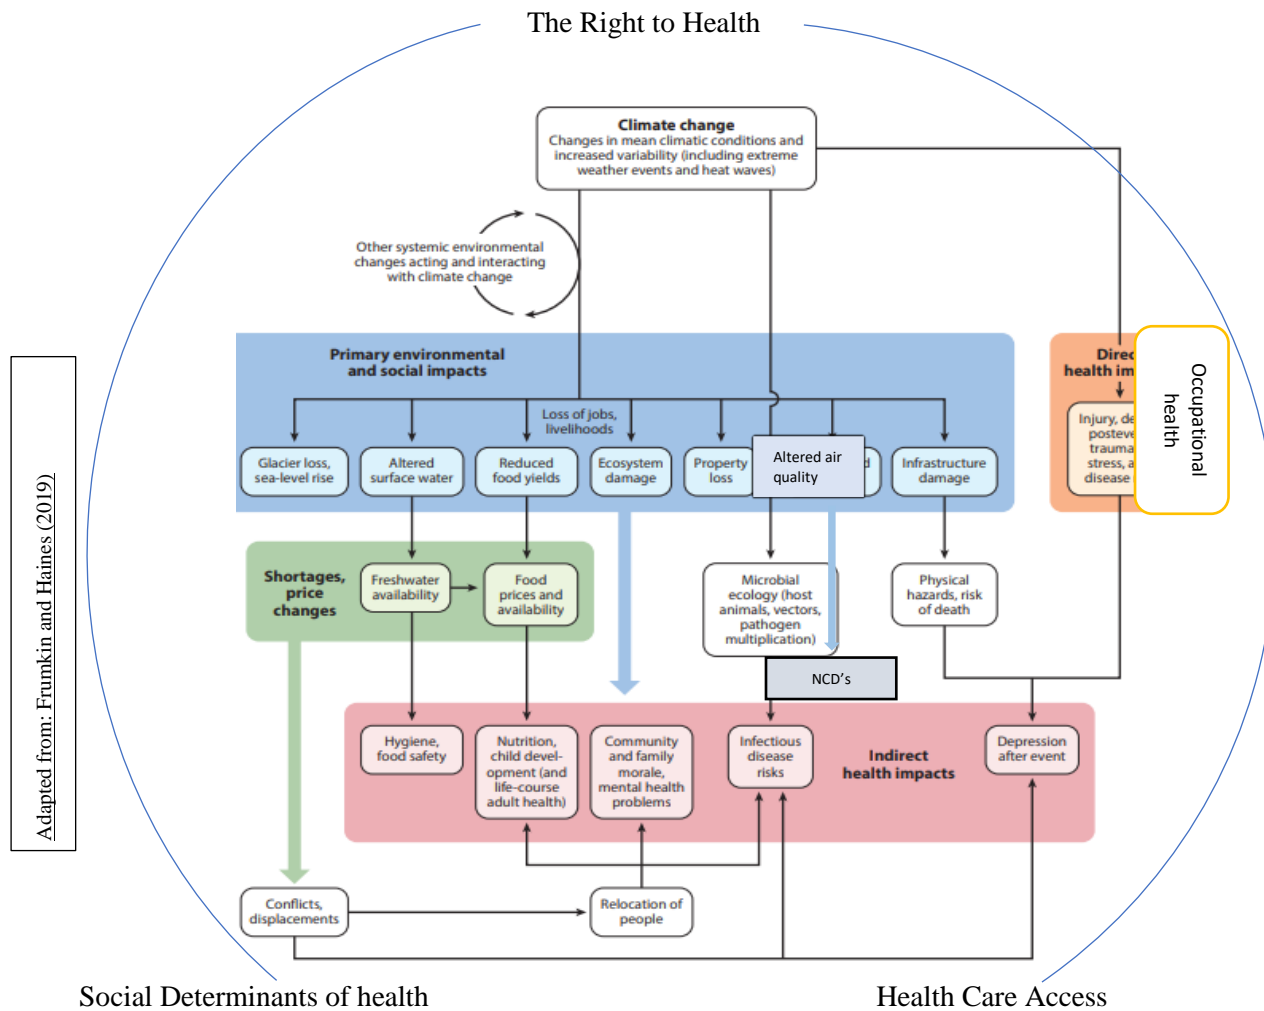 The Right to Health
Climate change
Changes in mean climatic conditions and
increased variability (including extreme
weather events and heat waves)
Other systemic environmental
changes acting and interacting
with climate change
Primary environmental
and social impacts
Loss of jobs,
livelihoods
Glacier loss,
sea-level rise
Altered
surface water
Reduced
food yields
Ecosystem
damage
Property
loss
Altered air
quality
Infrastructure
damage
health
Injury,
trauma
stress,
disease
Occupational
health
Shortages,
price
changes
Freshwater
availability
Food
prices and
availability
Microbial
ecology (host
animals, vectors,
pathogen
multiplication)
Physical
hazards, risk
of death
NCD's
Hygiene,
food safety
Nutrition,
child devel-
opment (and
life-course
adult health)
Community
and family
morale,
mental health
problems
Infectious
disease
risks
Indirect
health impacts
Depression
after event
Conflicts,
displacements
Relocation of
people
Adapted from: Frumkin and Haines (2019)
Social Determinants of health
Health Care Access